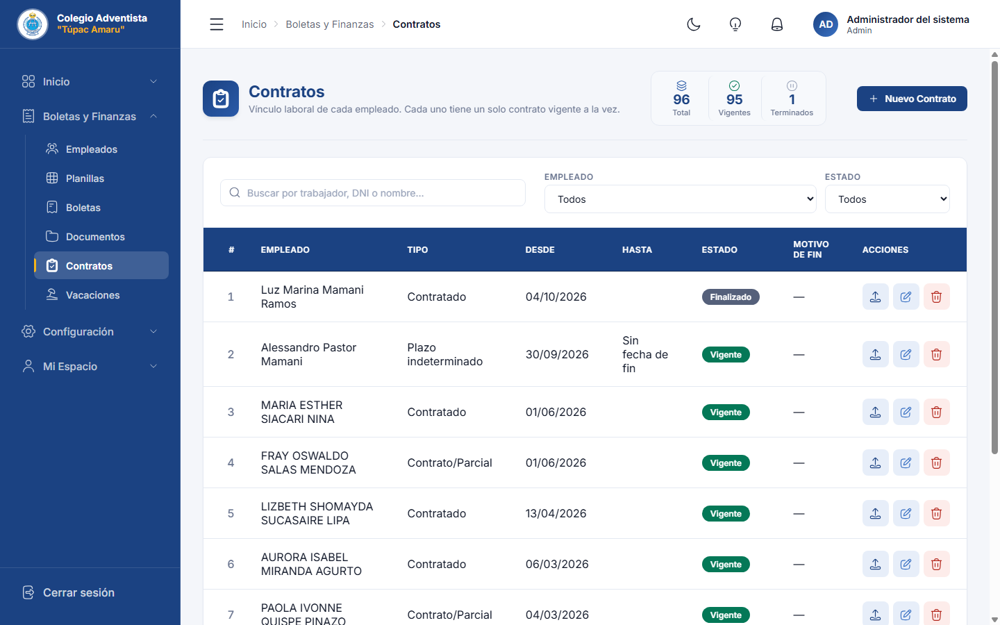 Colegio Adventista
"Túpac Amaru"
Inicio
Boletas y Finanzas
Empleados
Planillas
Boletas
Documentos
Contratos
Vacaciones
Configuración
Mi Espacio
Cerrar sesión
Inicio > Boletas y Finanzas > Contratos
AD
Administrador del sistema
Admin
Contratos
Vínculo laboral de cada empleado. Cada uno tiene un solo contrato vigente a la vez.
96
Total
95
Vigentes
1
Terminados
+ Nuevo Contrato
Buscar por trabajador, DNI o nombre...
EMPLEADO
Todos
ESTADO
Todos
# EMPLEADO TIPO DESDE HASTA ESTADO MOTIVO DE FIN ACCIONES
1 Luz Marina Mamani Ramos Contratado 04/10/2026 Finalizado —
2 Alessandro Pastor Mamani Plazo indeterminado 30/09/2026 Sin fecha de fin Vigente —
3 MARIA ESTHER SIACARI NINA Contratado 01/06/2026 Vigente —
4 FRAY OSWALDO SALAS MENDOZA Contrato/Parcial 01/06/2026 Vigente —
5 LIZBETH SHOMAYDA SUCASAIRE LIPA Contratado 13/04/2026 Vigente —
6 AURORA ISABEL MIRANDA AGURTO Contratado 06/03/2026 Vigente —
7 PAOLA IVONNE QUISPE PINAZO Contrato/Parcial 04/03/2026 Vigente —